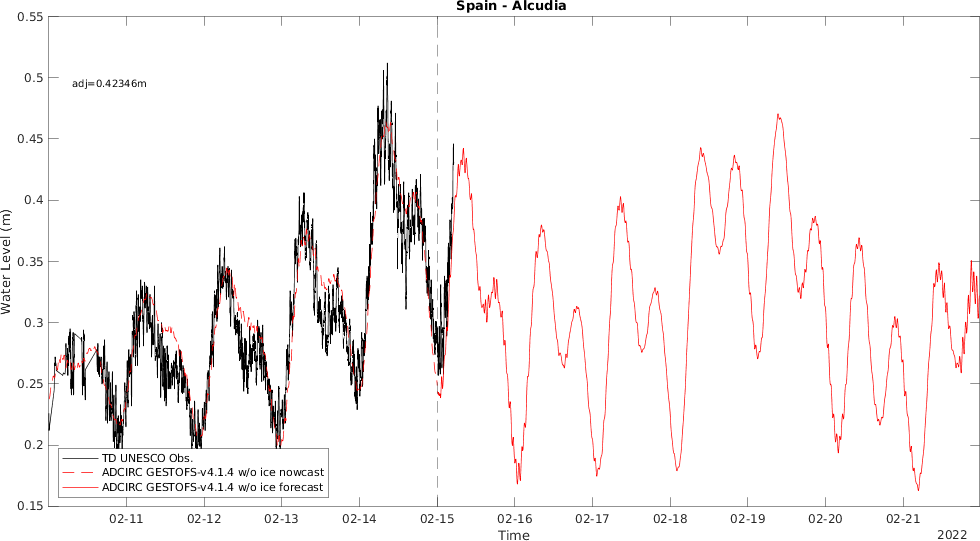 Spain - Alcudia
0.55
0.5
0.45
0.4
0.35
0.3
0.25
0.2
0.15
Water Level (m)
adj=0.42346m
TD UNESCO Obs.
ADCIRC GESTOFS-v4.1.4 w/o ice nowcast
ADCIRC GESTOFS-v4.1.4 w/o ice forecast
02-11 02-12 02-13 02-14 02-15 02-16 02-17 02-18 02-19 02-20 02-21
Time
2022